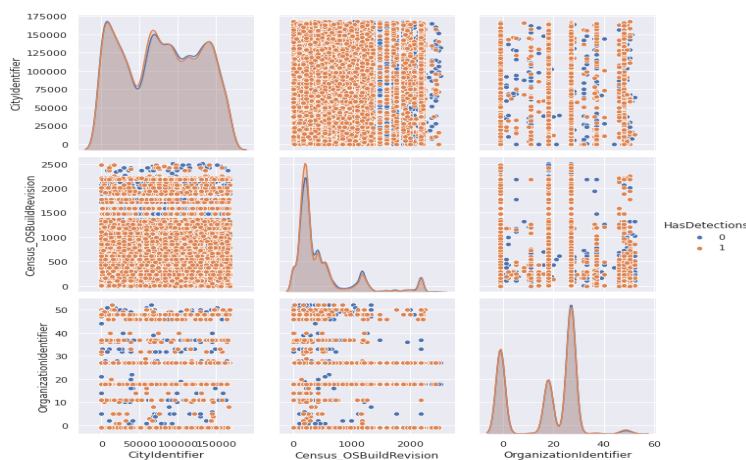 175000
150000
125000
100000
75000
50000
25000
0
CityIdentifier
2500
2000
1500
1000
500
0
Census_OSBuildRevision
HasDetections
0
1
50
40
30
20
10
0
OrganizationIdentifier
0 50000 100000 150000
CityIdentifier
0 1000 2000
Census_OSBuildRevision
0 20 40 60
OrganizationIdentifier